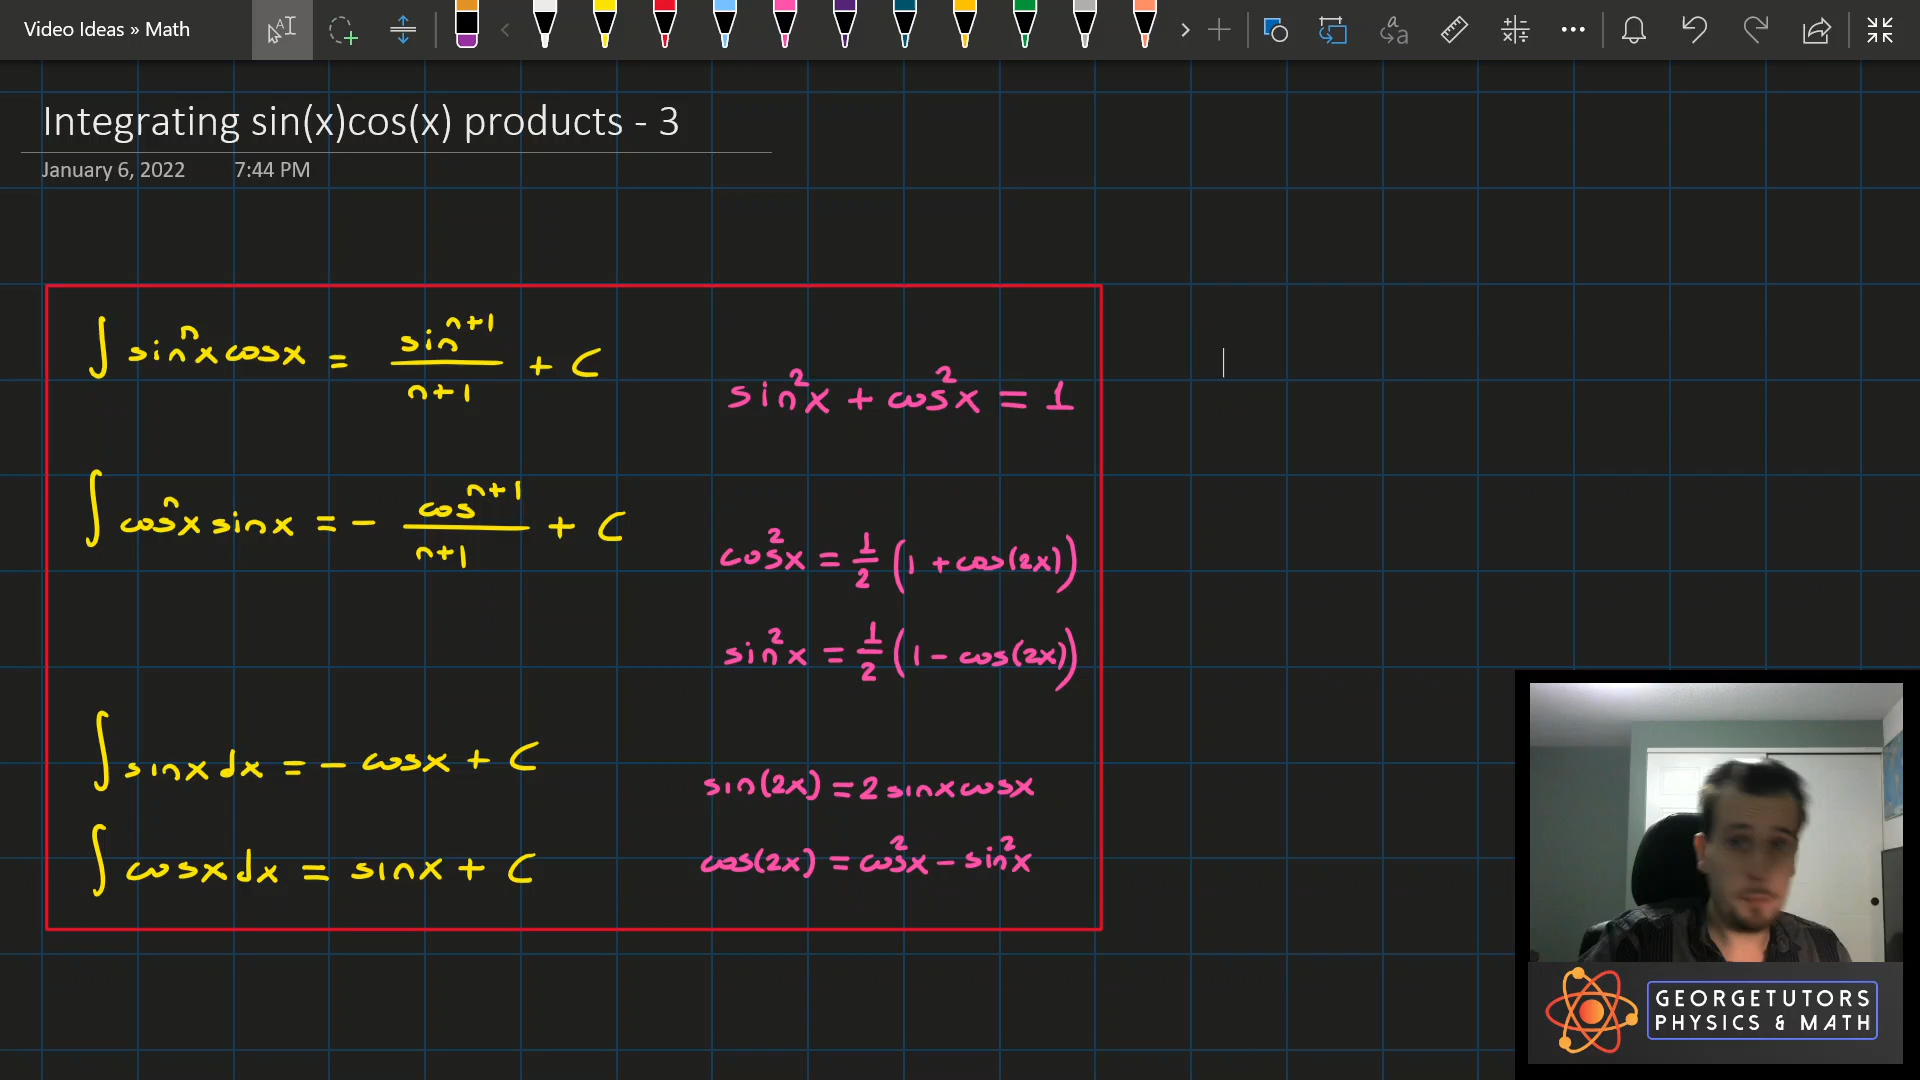 Video Ideas » Math
Integrating sin(x)cos(x) products - 3
January 6, 2022 7:44 PM
∫ sinⁿx cosx = sinⁿ⁺¹/n+1 + C
sin²x + cos²x = 1
∫ cosⁿx sinx = - cosⁿ⁺¹/n+1 + C
cos²x = 1/2 (1 + cos(2x))
sin²x = 1/2 (1 - cos(2x))
∫ sinx dx = - cosx + C
sin(2x) = 2 sinx cosx
∫ cosx dx = sinx + C
cos(2x) = cos²x - sin²x
GEORGETUTORS
PHYSICS & MATH